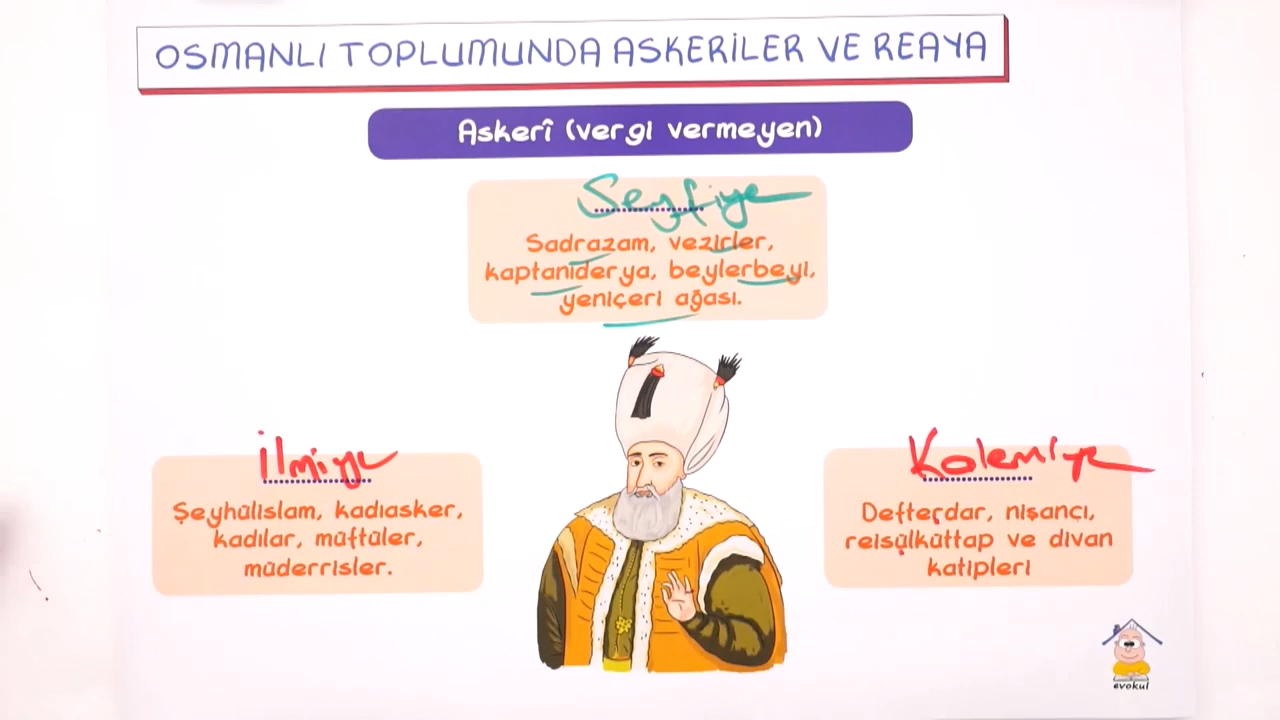 OSMANLI TOPLUMUNDA ASKERİLER VE REAYA
Askerî (vergi vermeyen)
Seyfiye
Sadrazam, vezirler,
kaptanıderya, beylerbeyi,
yeniçeri ağası.
İlmiye
Şeyhülislam, kadıasker,
kadılar, müftüler,
müderrisler.
Kalemiye
Defterdar, nişancı,
reisülküttap ve divan
katipleri
evokul